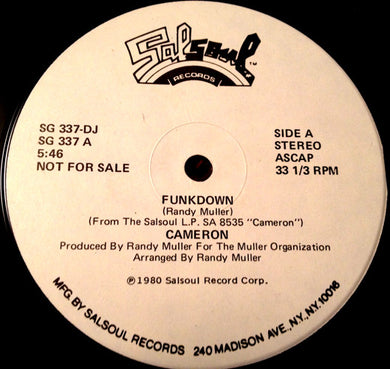 Salsoul™
RECORDS
SG 337-DJ
SG 337 A
5:46
NOT FOR SALE
SIDE A
STEREO
ASCAP
33 1/3 RPM
FUNKDOWN
(Randy Muller)
(From The Salsoul L.P. SA 8535 "Cameron")
CAMERON
Produced By Randy Muller For The Muller Organization
Arranged By Randy Muller
℗1980 Salsoul Record Corp.
MFG. BY SALSOUL RECORDS 240 MADISON AVE., N.Y., N.Y. 10016